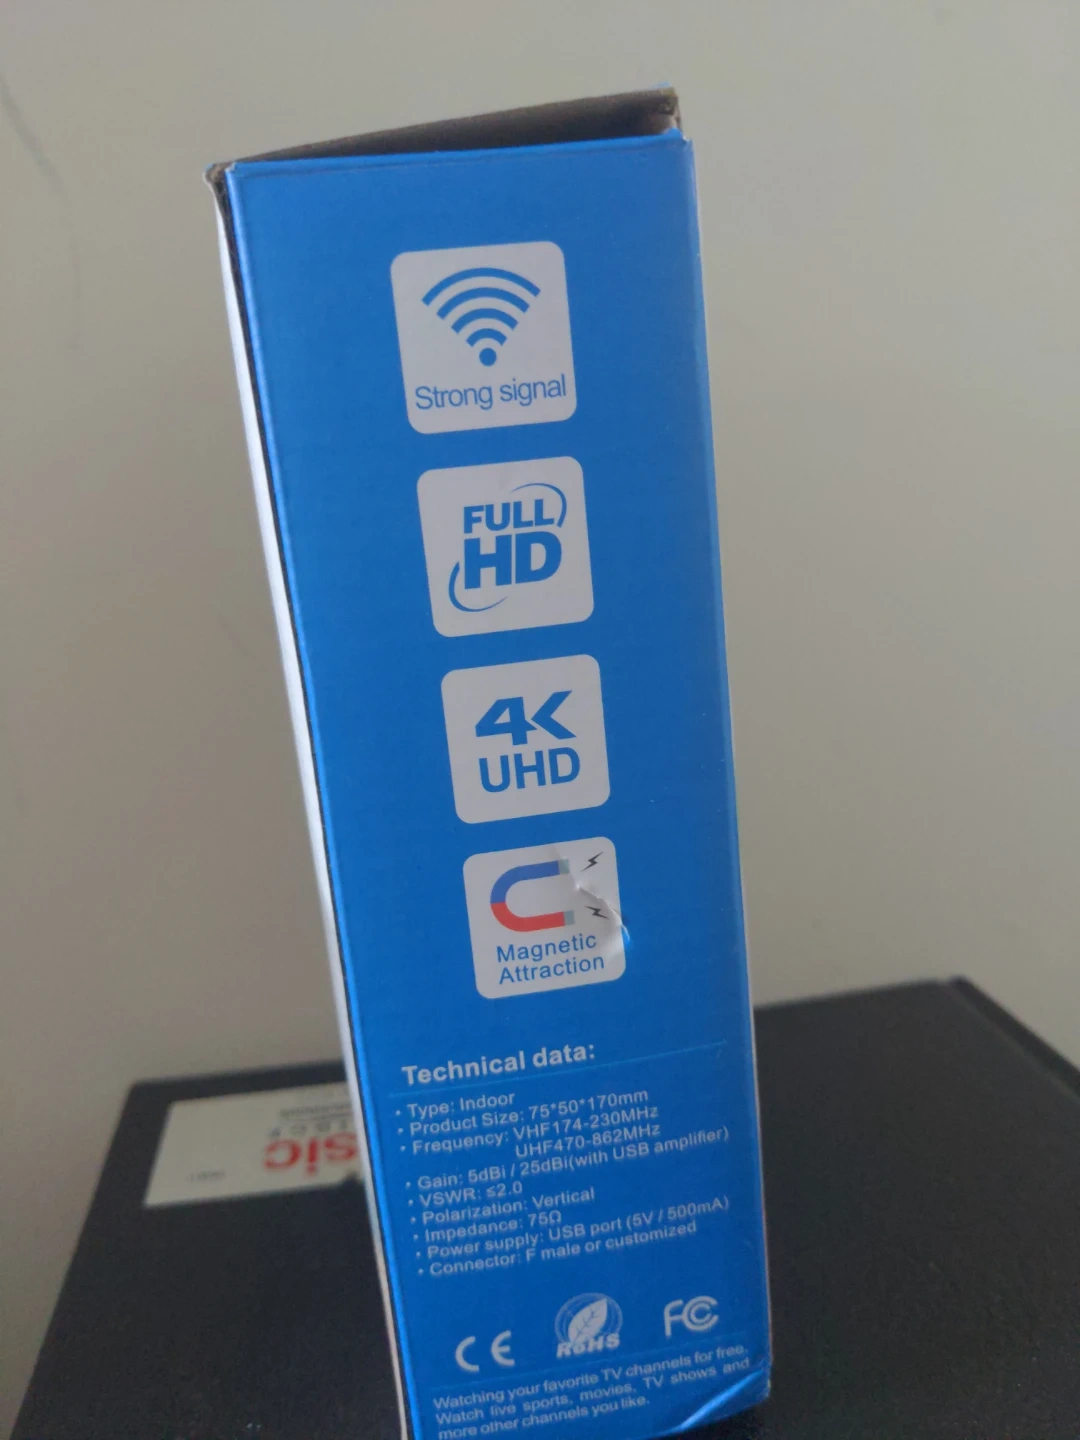 Strong signal
FULL
HD
4K
UHD
Magnetic
Attraction
Technical data:
• Type: Indoor
• Product Size: 75*50*170mm
• Frequency: VHF174-230MHz
UHF470-862MHz
• Gain: 5dBi / 25dBi(with USB amplifier)
• VSWR: ≤2.0
• Polarization: Vertical
• Impedance: 75Ω
• Power supply: USB port (5V / 500mA)
• Connector: F male or customized
CE
RoHS
FC
Watching your favorite TV channels for free.
Watch live sports, movies, TV shows and
more other channels you like.
sic